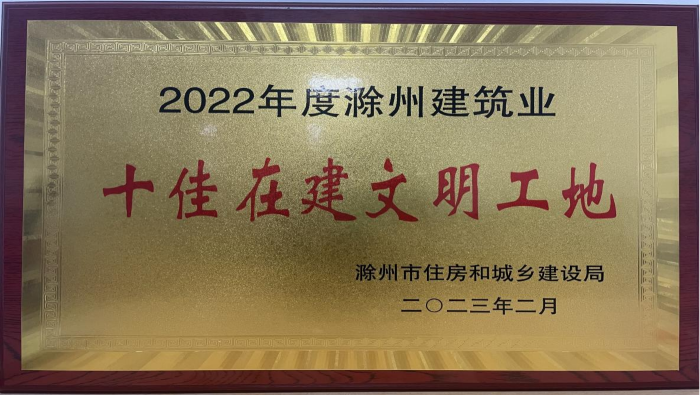 2022年度滁州建筑业
十佳在建文明工地
滁州市住房和城乡建设局
二〇二三年二月